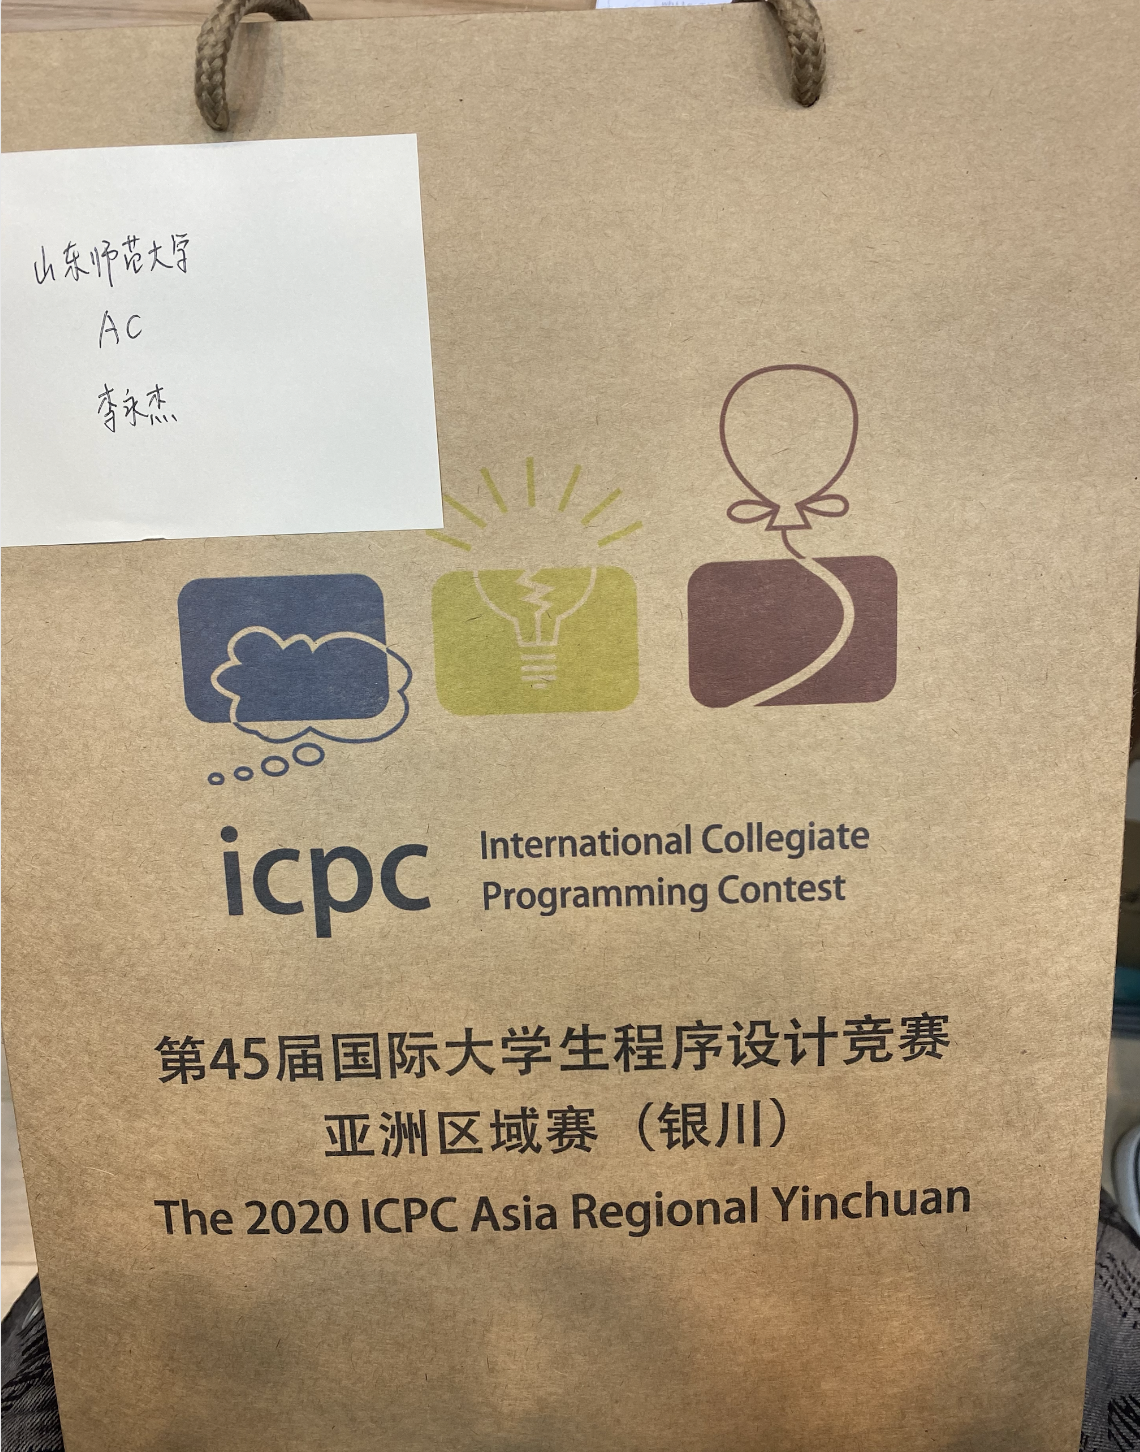 山东师范大学
AC
李永杰
icpc
International Collegiate
Programming Contest
第45届国际大学生程序设计竞赛
亚洲区域赛（银川）
The 2020 ICPC Asia Regional Yinchuan